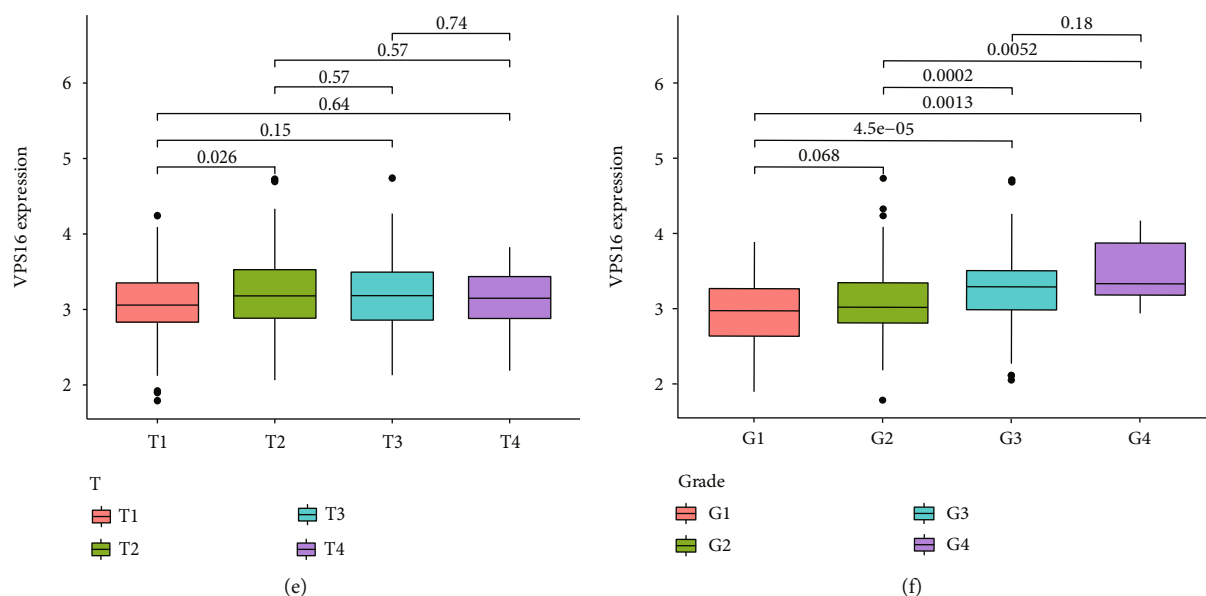 VPS16 expression
6
5
4
3
2
0.74
0.57
0.57
0.64
0.15
0.026
T1
T2
T3
T4
T
T1
T3
T2
T4
(e)
VPS16 expression
6
5
4
3
2
0.18
0.0052
0.0002
0.0013
4.5e−05
0.068
G1
G2
G3
G4
Grade
G1
G3
G2
G4
(f)